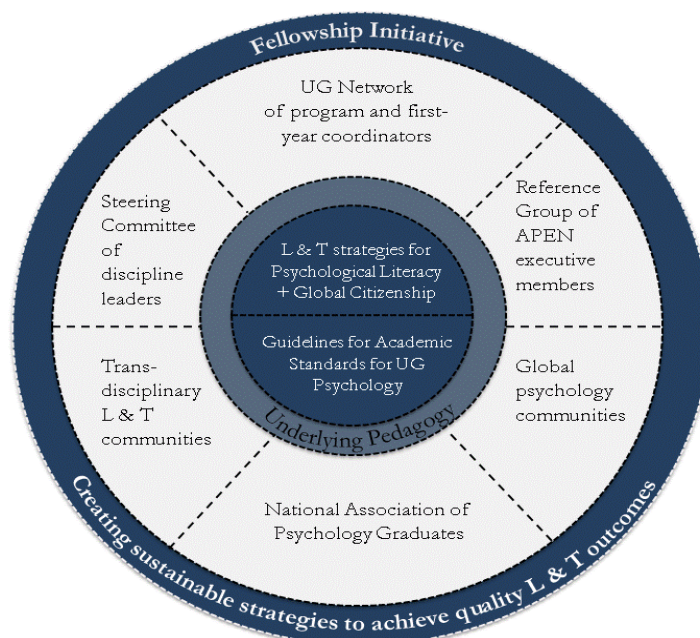 Fellowship Initiative
UG Network
of program and first-
year coordinators
Steering
Committee
of
discipline
leaders
Reference
Group of
APEN
executive
members
L & T strategies for
Psychological Literacy
+ Global Citizenship
Guidelines for Academic
Standards for UG
Psychology
Underlying Pedagogy
Trans-
disciplinary
L & T
communities
Global
psychology
communities
National Association of
Psychology Graduates
Creating sustainable strategies to achieve quality L & T outcomes